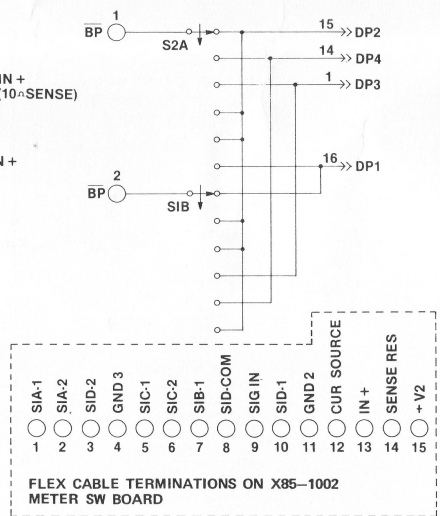 1
BP
S2A
15
DP2
14
DP4
1
DP3
IN +
(10ΩSENSE)
N +
16
DP1
2
BP
SIB
SIA-1
SIA-2
SID-2
GND 3
SIC-1
SIC-2
SIB-1
SID-COM
SIG IN
SID-1
GND 2
CUR SOURCE
IN +
SENSE RES
+ V2
1 2 3 4 5 6 7 8 9 10 11 12 13 14 15
FLEX CABLE TERMINATIONS ON X85–1002
METER SW BOARD